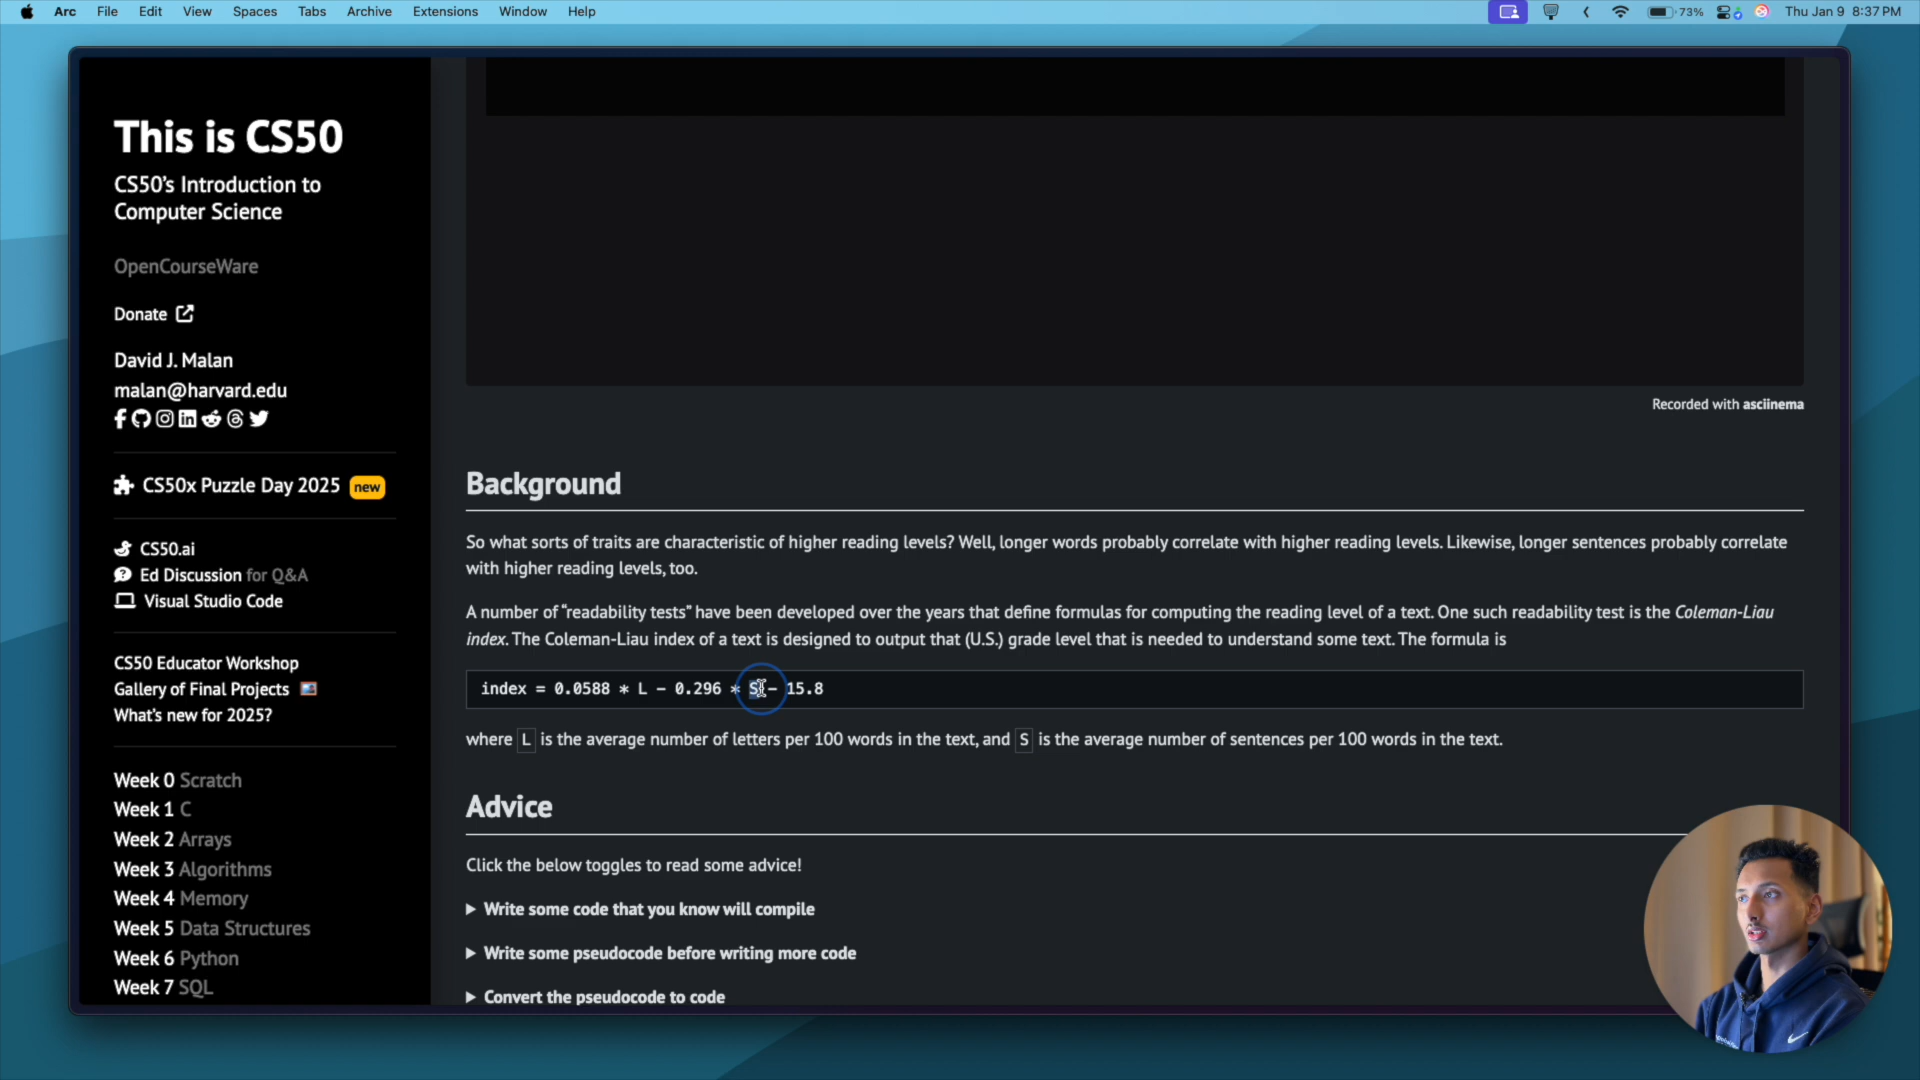 Arc File Edit View Spaces Tabs Archive Extensions Window Help 73% Thu Jan 9 8:37 PM
This is CS50
CS50’s Introduction to
Computer Science
OpenCourseWare
Donate
David J. Malan
malan@harvard.edu
CS50x Puzzle Day 2025 new
CS50.ai
Ed Discussion for Q&A
Visual Studio Code
CS50 Educator Workshop
Gallery of Final Projects
What’s new for 2025?
Week 0 Scratch
Week 1 C
Week 2 Arrays
Week 3 Algorithms
Week 4 Memory
Week 5 Data Structures
Week 6 Python
Week 7 SQL
Recorded with asciinema
Background
So what sorts of traits are characteristic of higher reading levels? Well, longer words probably correlate with higher reading levels. Likewise, longer sentences probably correlate
with higher reading levels, too.
A number of “readability tests” have been developed over the years that define formulas for computing the reading level of a text. One such readability test is the Coleman-Liau
index. The Coleman-Liau index of a text is designed to output that (U.S.) grade level that is needed to understand some text. The formula is
index = 0.0588 * L - 0.296 * S - 15.8
where L is the average number of letters per 100 words in the text, and S is the average number of sentences per 100 words in the text.
Advice
Click the below toggles to read some advice!
Write some code that you know will compile
Write some pseudocode before writing more code
Convert the pseudocode to code